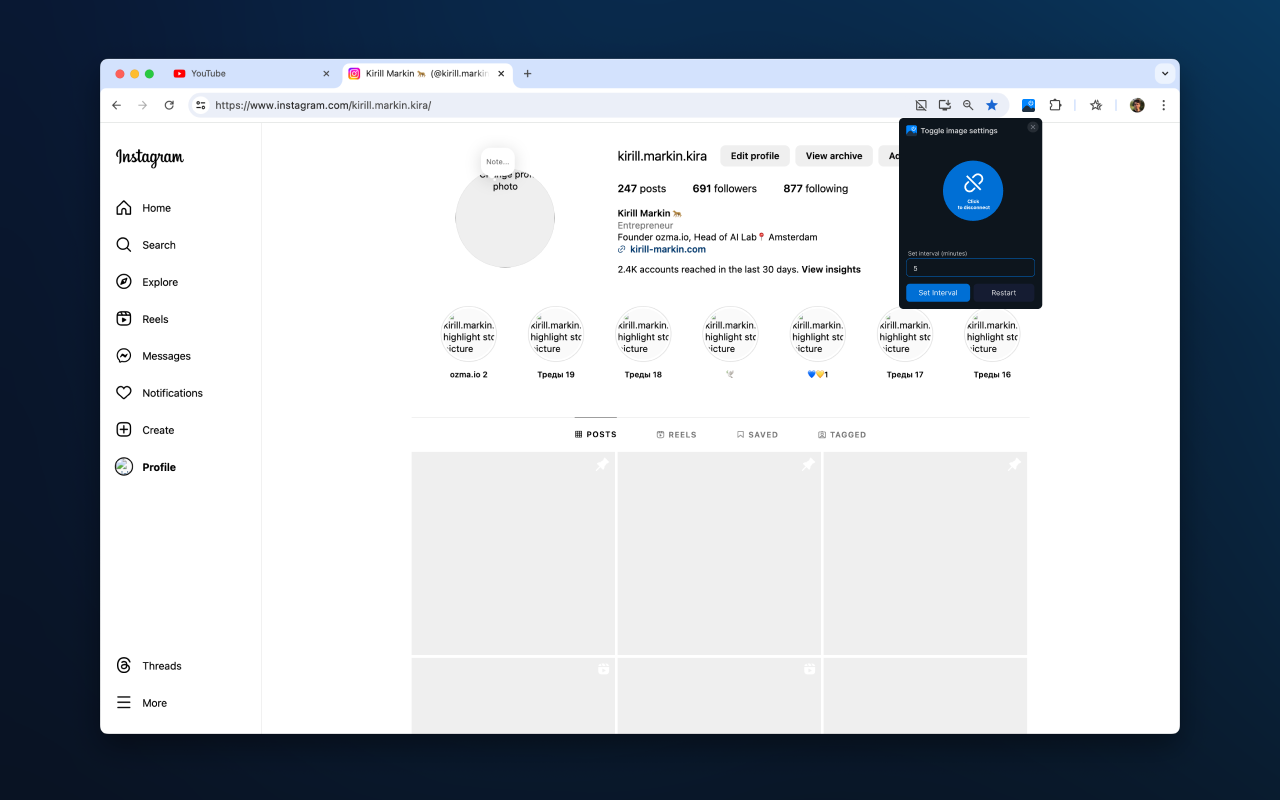 YouTube
Kirill Markin 🐅 (@kirill.markin
https://www.instagram.com/kirill.markin.kira/
Toggle image settings
Click
to disconnect
Set interval (minutes)
5
Set Interval
Restart
Instagram
Home
Search
Explore
Reels
Messages
Notifications
Create
Profile
Threads
More
Note...
photo
kirill.markin.kira
Edit profile
View archive
247 posts
691 followers
877 following
Kirill Markin 🐅
Entrepreneur
Founder ozma.io, Head of AI Lab📍 Amsterdam
kirill-markin.com
2.4K accounts reached in the last 30 days. View insights
kirill.markin.
highlight sto
picture
kirill.markin.
highlight sto
picture
kirill.markin.
highlight sto
picture
kirill.markin.
highlight sto
picture
kirill.markin.
highlight sto
picture
kirill.markin.
highlight sto
picture
kirill.markin.
highlight sto
picture
ozma.io 2
Треды 19
Треды 18
🕊
💙💛1
Треды 17
Треды 16
POSTS
REELS
SAVED
TAGGED